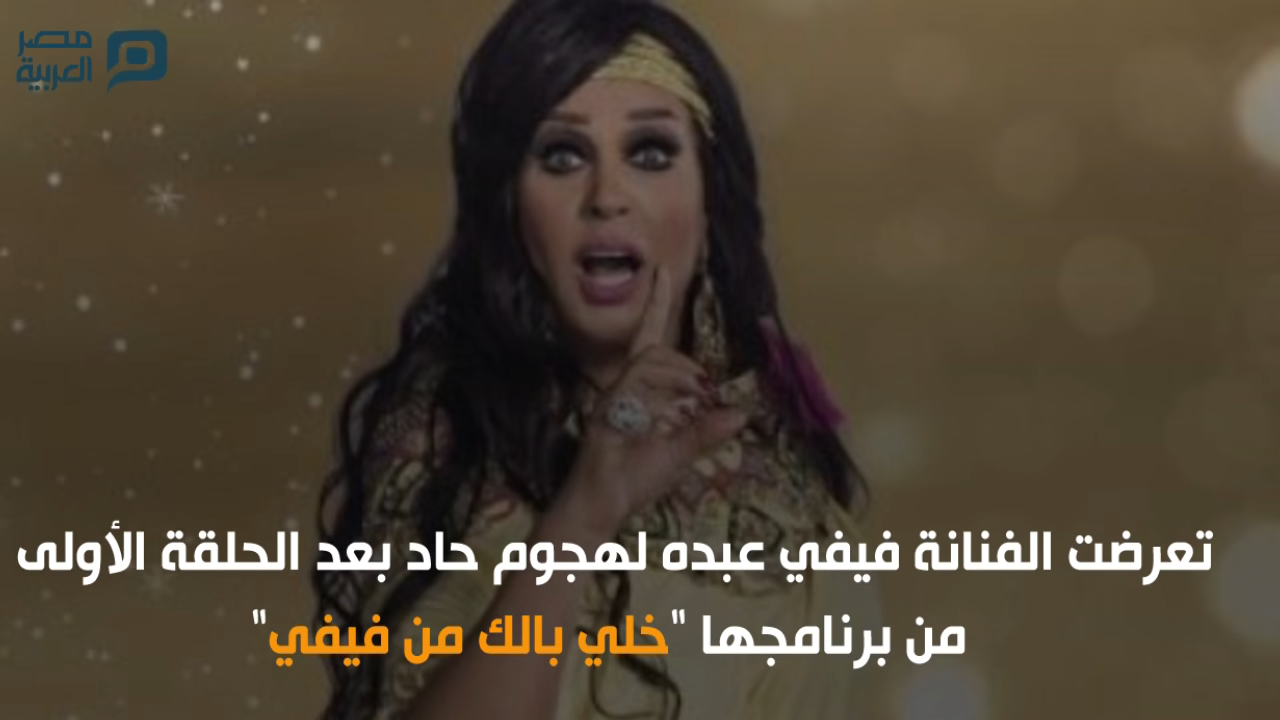 مصر
العربية
تعرضت الفنانة فيفي عبده لهجوم حاد بعد الحلقة الأولى
من برنامجها "خلي بالك من فيفي"